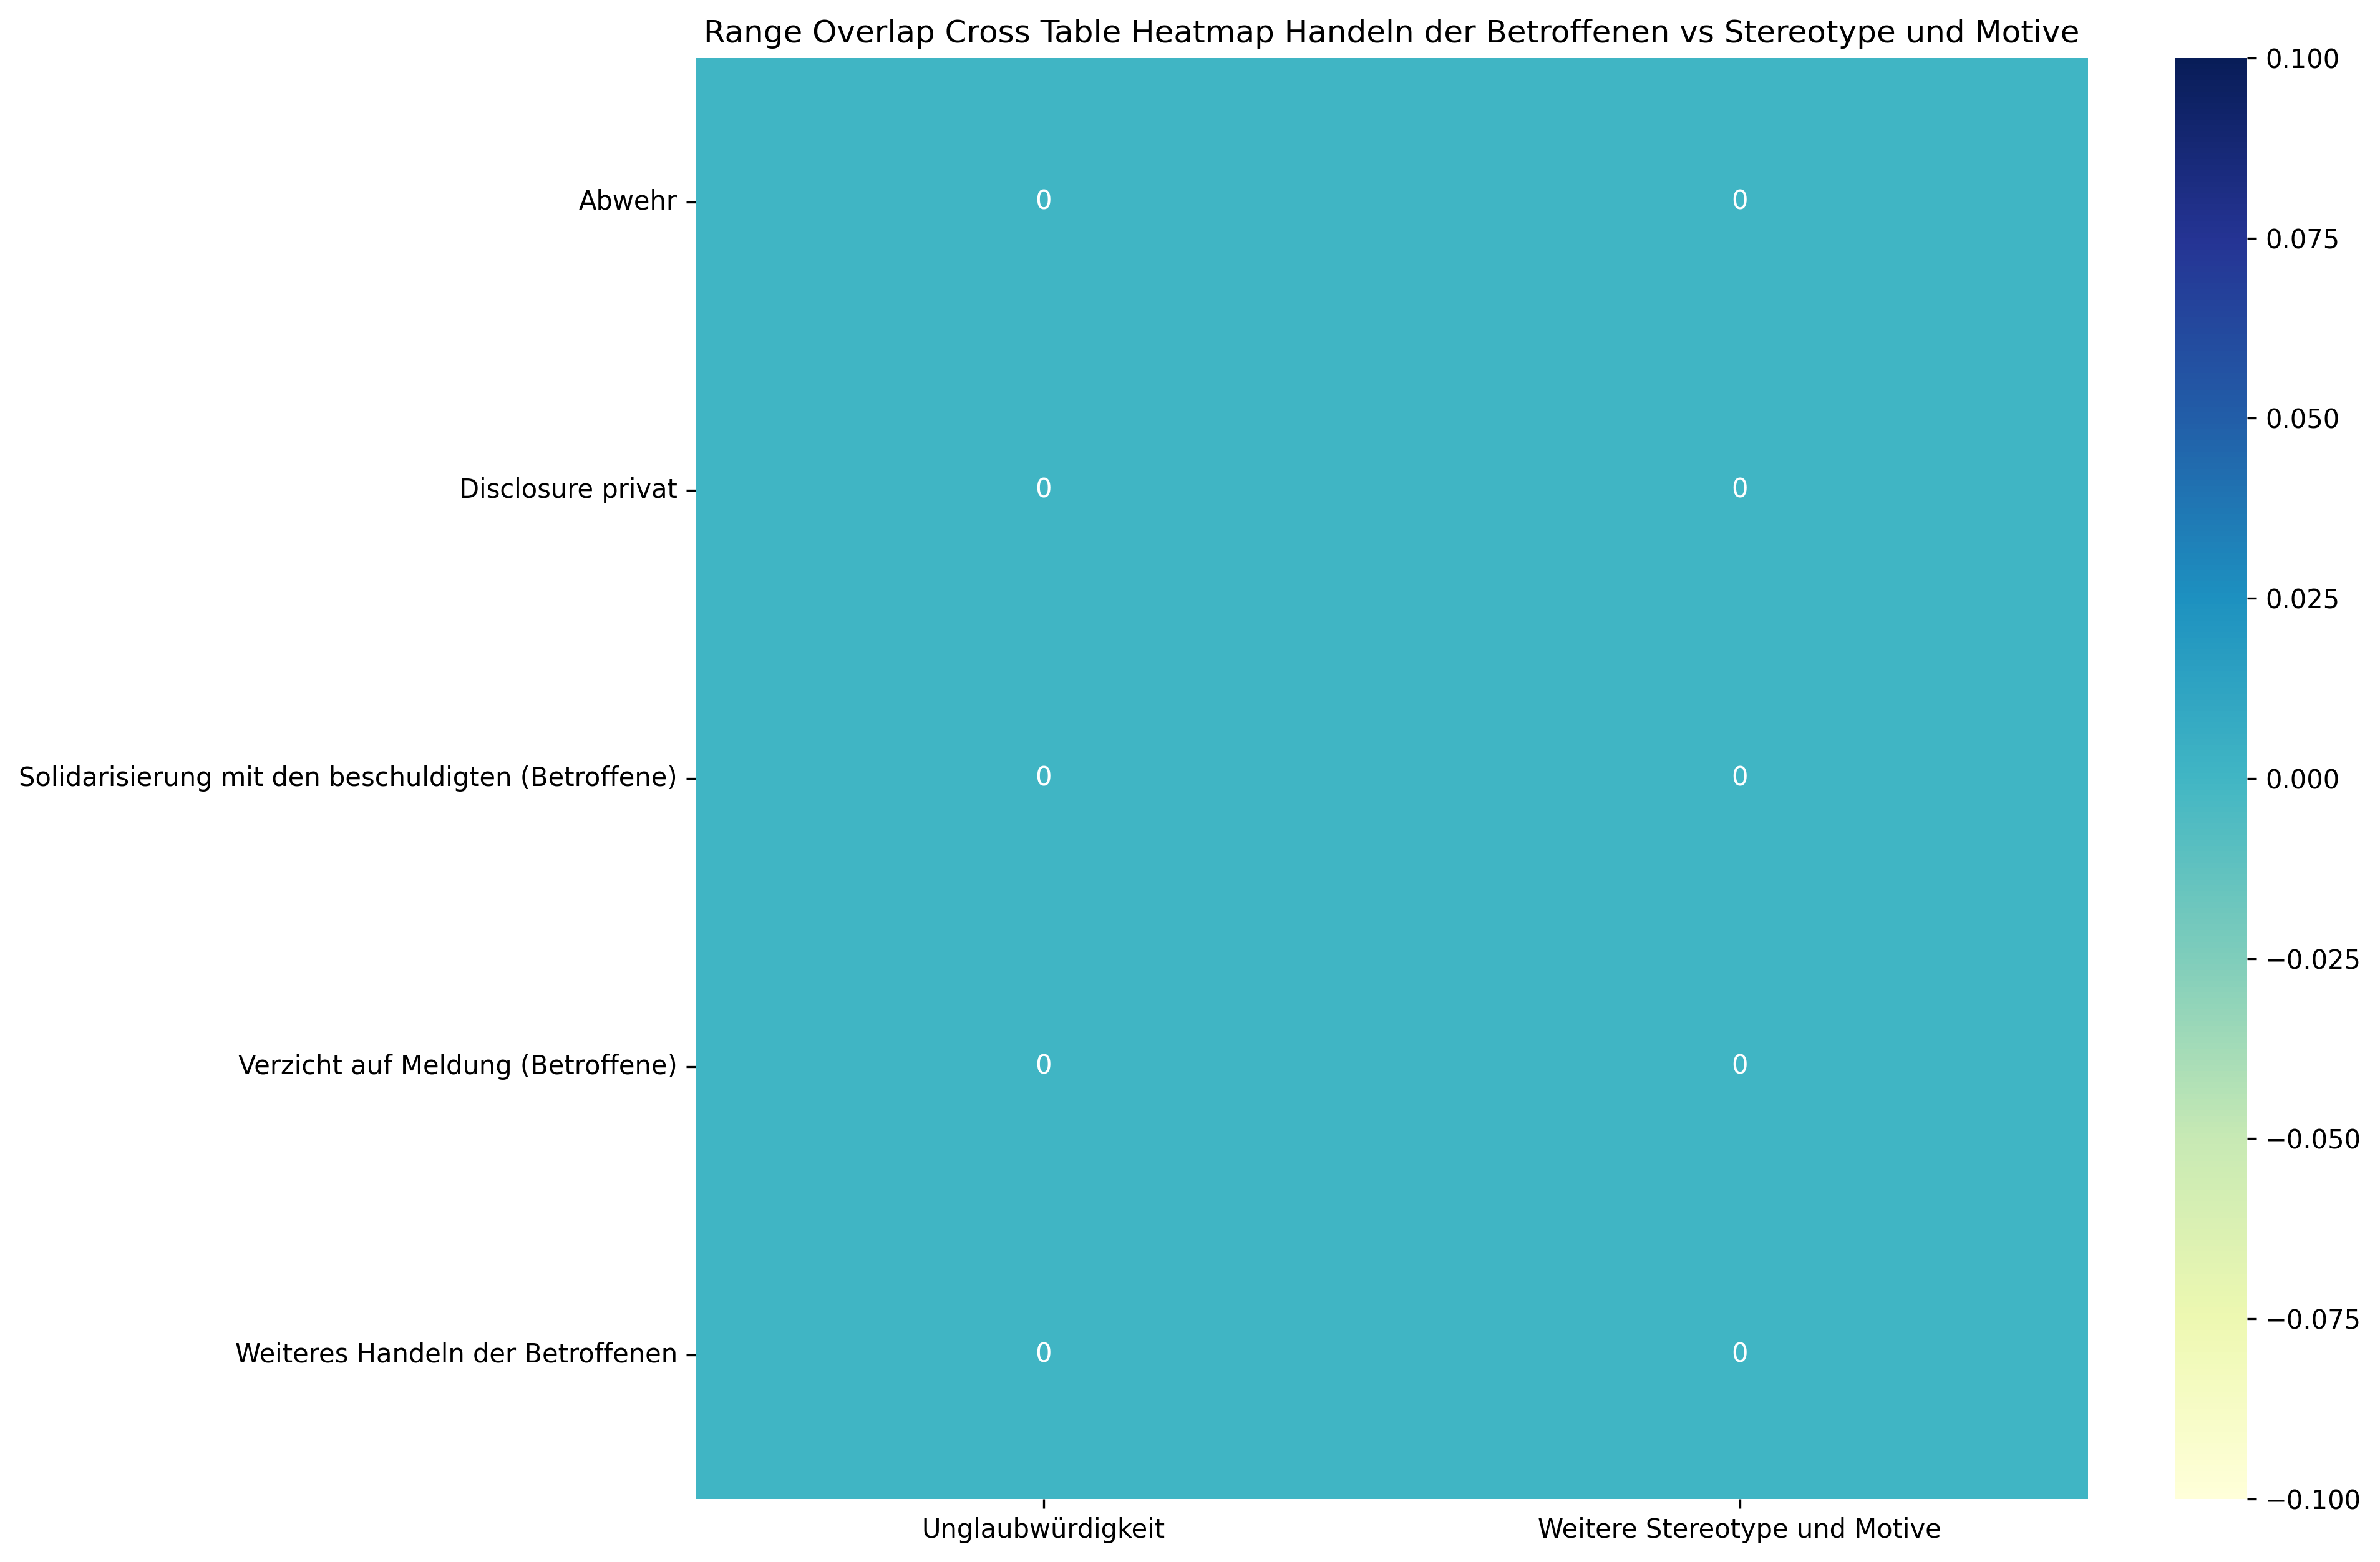 Range Overlap Cross Table Heatmap Handeln der Betroffenen vs Stereotype und Motive
Abwehr
0
0
Disclosure privat
0
0
Solidarisierung mit den beschuldigten (Betroffene)
0
0
Verzicht auf Meldung (Betroffene)
0
0
Weiteres Handeln der Betroffenen
0
0
Unglaubwürdigkeit
Weitere Stereotype und Motive
0.100
0.075
0.050
0.025
0.000
−0.025
−0.050
−0.075
−0.100